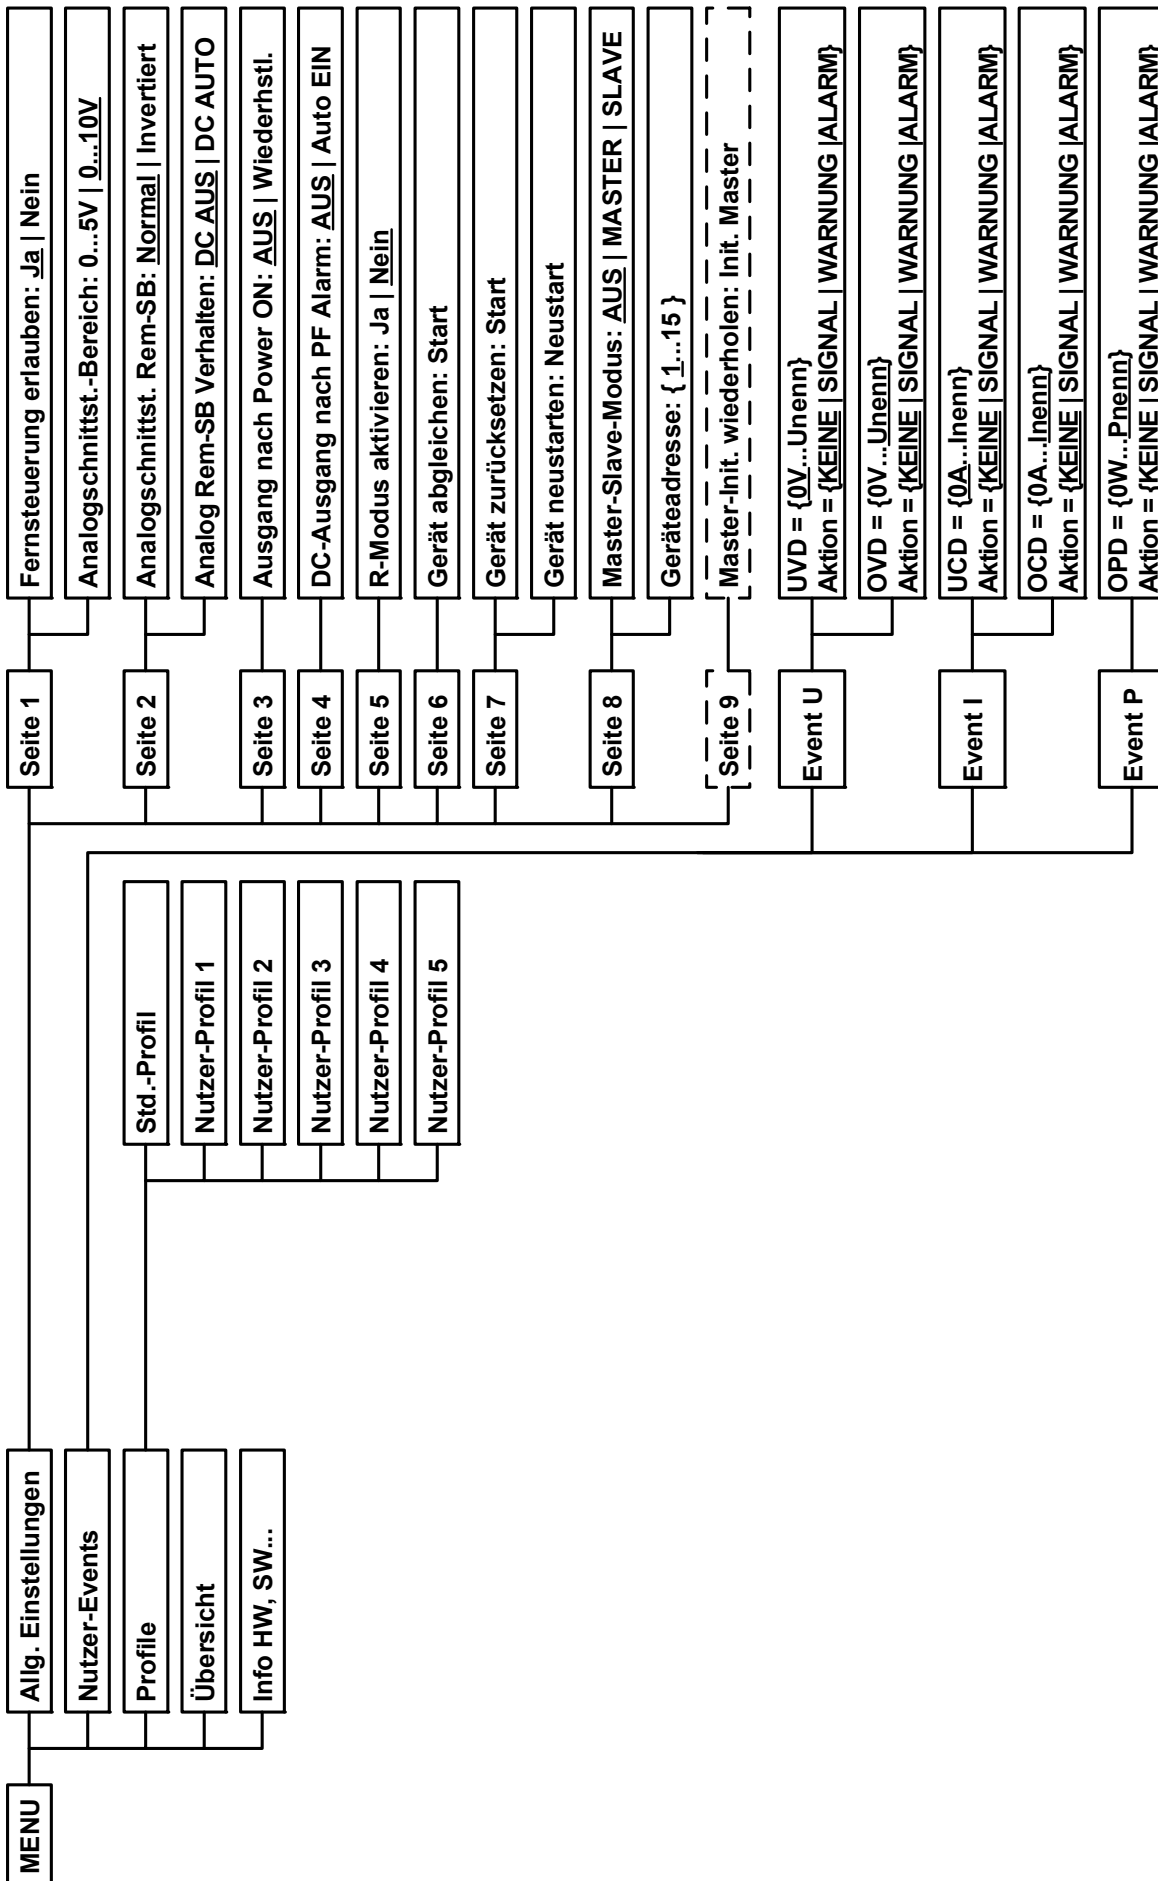 MENU
Allg. Einstellungen
Nutzer-Events
Profile
Übersicht
Info HW, SW...
Std.-Profil
Nutzer-Profil 1
Nutzer-Profil 2
Nutzer-Profil 3
Nutzer-Profil 4
Nutzer-Profil 5
Seite 1
Fernsteuerung erlauben: Ja | Nein
Analogschnittst.-Bereich: 0...5V | 0...10V
Seite 2
Analogschnittst. Rem-SB: Normal | Invertiert
Analog Rem-SB Verhalten: DC AUS | DC AUTO
Seite 3
Ausgang nach Power ON: AUS | Wiederhstl.
Seite 4
DC-Ausgang nach PF Alarm: AUS | Auto EIN
Seite 5
R-Modus aktivieren: Ja | Nein
Seite 6
Gerät abgleichen: Start
Seite 7
Gerät zurücksetzen: Start
Gerät neustarten: Neustart
Seite 8
Master-Slave-Modus: AUS | MASTER | SLAVE
Geräteadresse: { 1...15 }
Seite 9
Master-Init. wiederholen: Init. Master
Event U
UVD = {0V...Unenn}
Aktion = {KEINE | SIGNAL | WARNUNG |ALARM}
OVD = {0V...Unenn}
Aktion = {KEINE | SIGNAL | WARNUNG |ALARM}
Event I
UCD = {0A...Inenn}
Aktion = {KEINE | SIGNAL | WARNUNG |ALARM}
OCD = {0A...Inenn}
Aktion = {KEINE | SIGNAL | WARNUNG |ALARM}
Event P
OPD = {0W...Pnenn}
Aktion = {KEINE | SIGNAL | WARNUNG |ALARM}